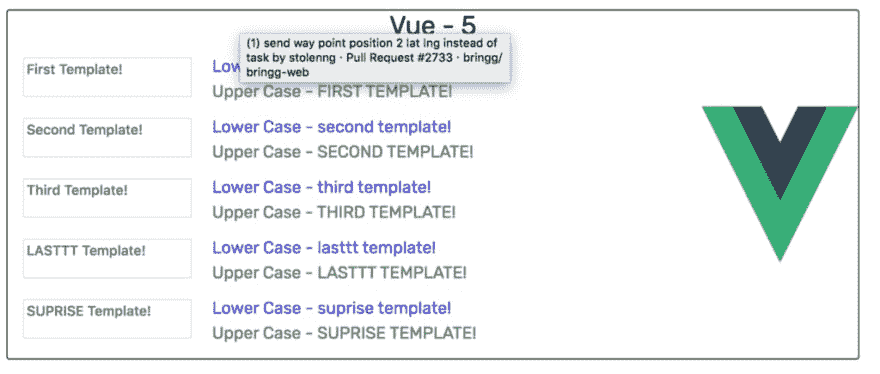 Vue - 5
(1) send way point position 2 lat lng instead of
task by stolenng · Pull Request #2733 · bringg/
bringg-web
First Template!
Upper Case - FIRST TEMPLATE!
Second Template!
Lower Case - second template!
Upper Case - SECOND TEMPLATE!
Third Template!
Lower Case - third template!
Upper Case - THIRD TEMPLATE!
LASTTT Template!
Lower Case - lasttt template!
Upper Case - LASTTT TEMPLATE!
SUPRISE Template!
Lower Case - suprise template!
Upper Case - SUPRISE TEMPLATE!